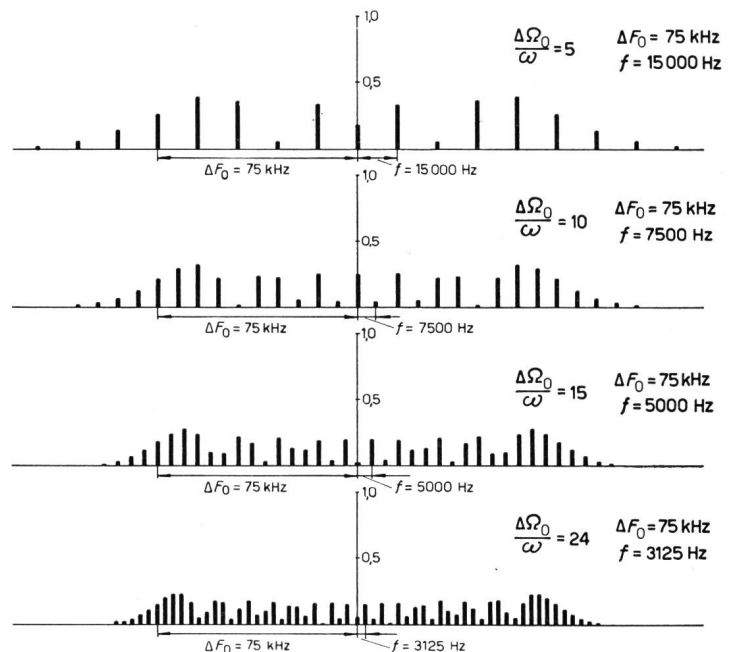 1,0
ΔΩ₀/ω = 5 ΔF₀ = 75 kHz
f = 15 000 Hz
0,5
ΔF₀ = 75 kHz f = 15 000 Hz
1,0
ΔΩ₀/ω = 10 ΔF₀ = 75 kHz
f = 7500 Hz
0,5
ΔF₀ = 75 kHz f = 7500 Hz
1,0
ΔΩ₀/ω = 15 ΔF₀ = 75 kHz
f = 5000 Hz
0,5
ΔF₀ = 75 kHz f = 5000 Hz
1,0
ΔΩ₀/ω = 24 ΔF₀ = 75 kHz
f = 3125 Hz
0,5
ΔF₀ = 75 kHz f = 3125 Hz